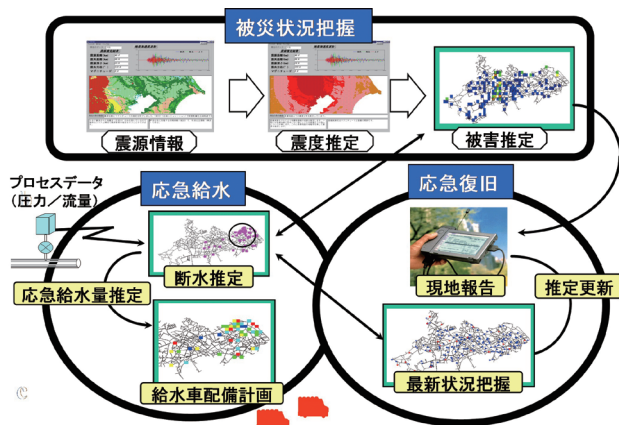 被災状況把握
震源情報
震度推定
被害推定
プロセスデータ
(圧力／流量)
応急給水
応急復旧
断水推定
現地報告
推定更新
応急給水量推定
給水車配備計画
最新状況把握